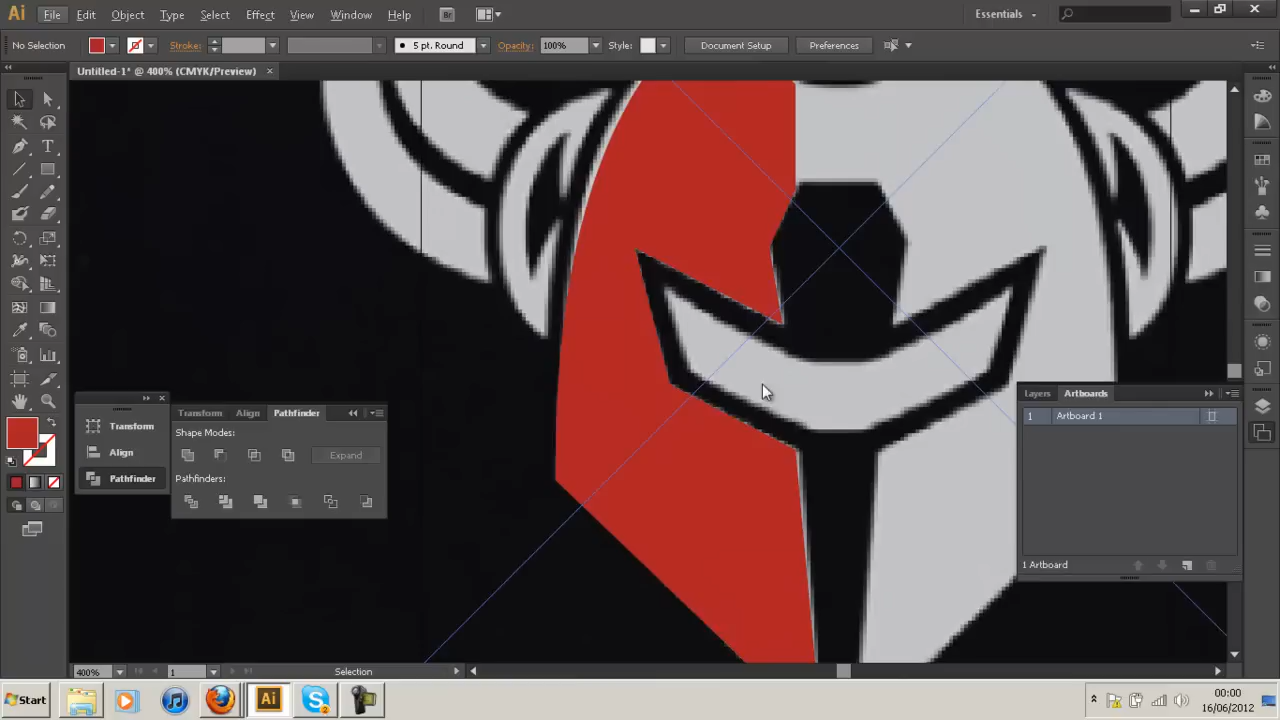 Ai File Edit Object Type Select Effect View Window Help Br Essentials
No Selection Stroke: 5 pt. Round Opacity: 100% Style: Document Setup Preferences
Untitled-1* @ 400% (CMYK/Preview)
Transform
Align
Pathfinder
Transform Align Pathfinder
Shape Modes:
Expand
Pathfinders:
Layers Artboards
1 Artboard 1
1 Artboard
400% 1 Selection
Start Ai 00:00
16/06/2012